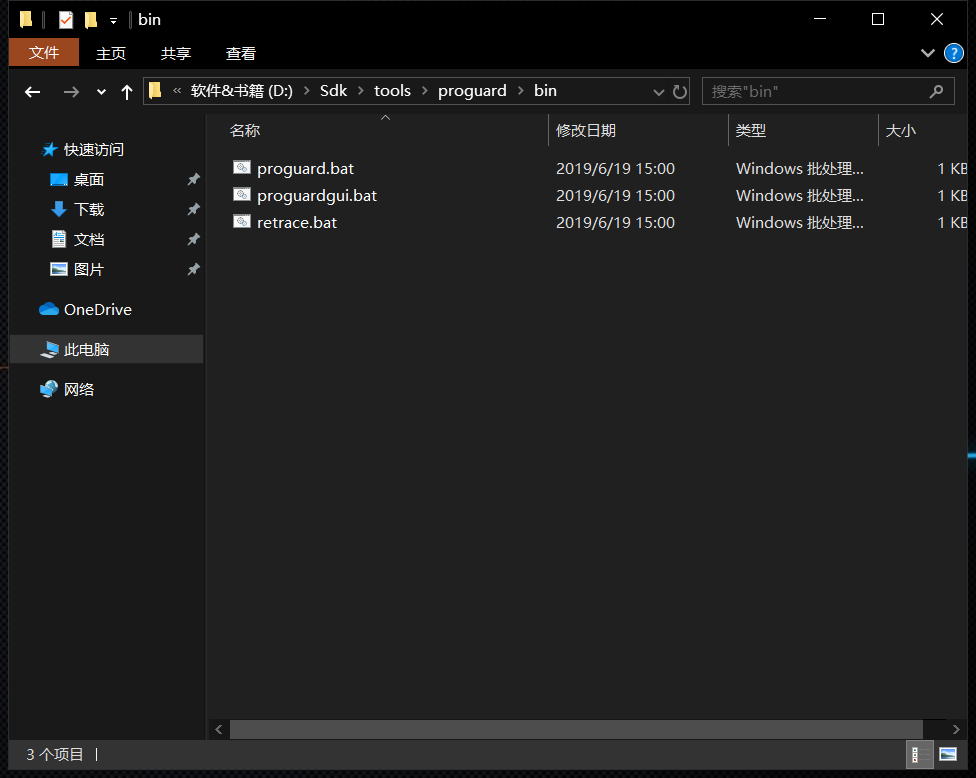 bin
文件 主页 共享 查看 ?
« 软件&书籍 (D:) > Sdk > tools > proguard > bin 搜索"bin"
名称 修改日期 类型 大小
快速访问
桌面
下载
文档
图片
OneDrive
此电脑
网络
proguard.bat 2019/6/19 15:00 Windows 批处理... 1 KB
proguardgui.bat 2019/6/19 15:00 Windows 批处理... 1 KB
retrace.bat 2019/6/19 15:00 Windows 批处理... 1 KB
3 个项目